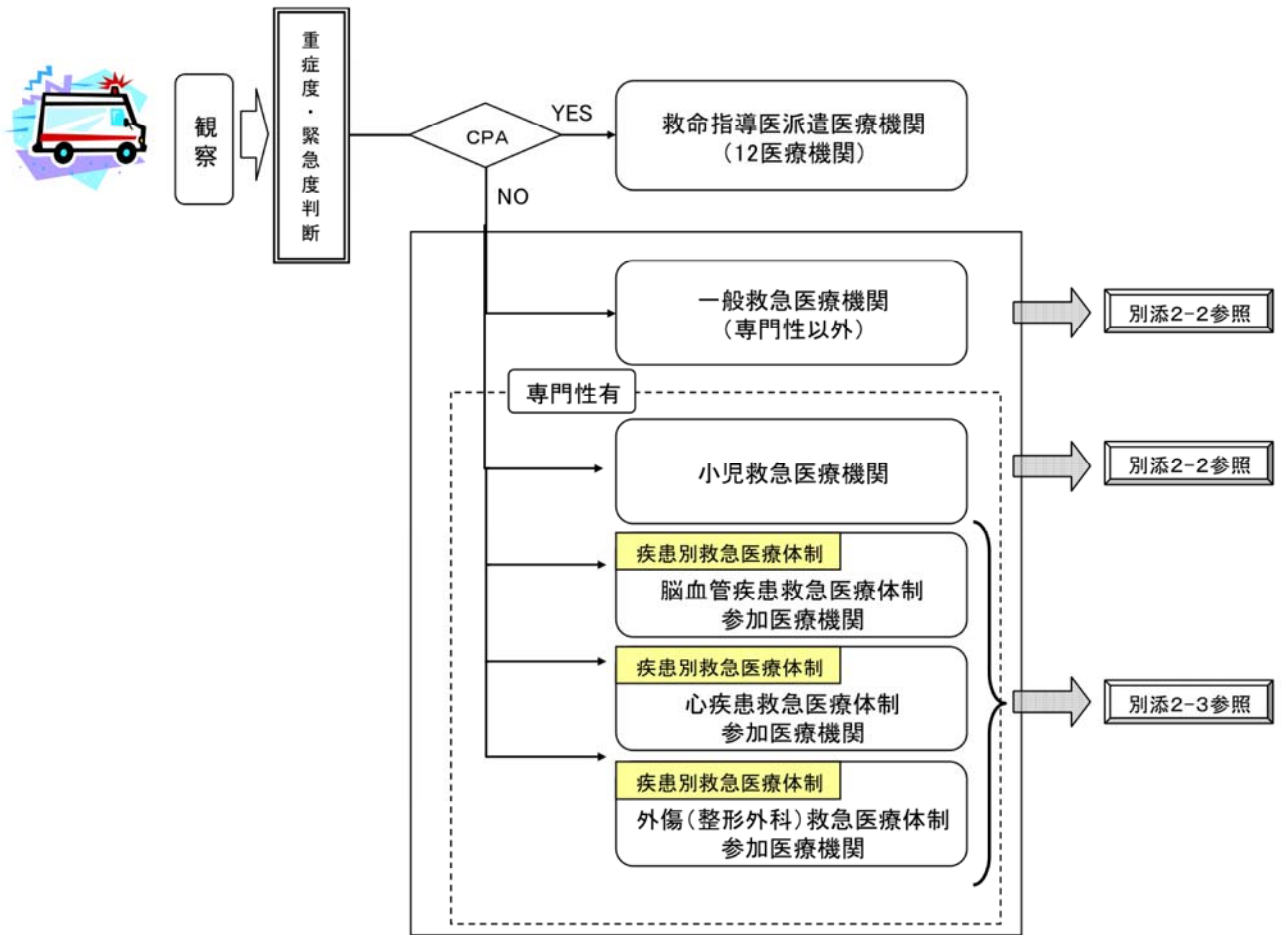 観察
重症度・緊急度判断
CPA
YES
救命指導医派遣医療機関
（12医療機関）
NO
一般救急医療機関
（専門性以外）
別添2-2参照
専門性有
小児救急医療機関
別添2-2参照
疾患別救急医療体制
脳血管疾患救急医療体制
参加医療機関
疾患別救急医療体制
心疾患救急医療体制
参加医療機関
別添2-3参照
疾患別救急医療体制
外傷（整形外科）救急医療体制
参加医療機関